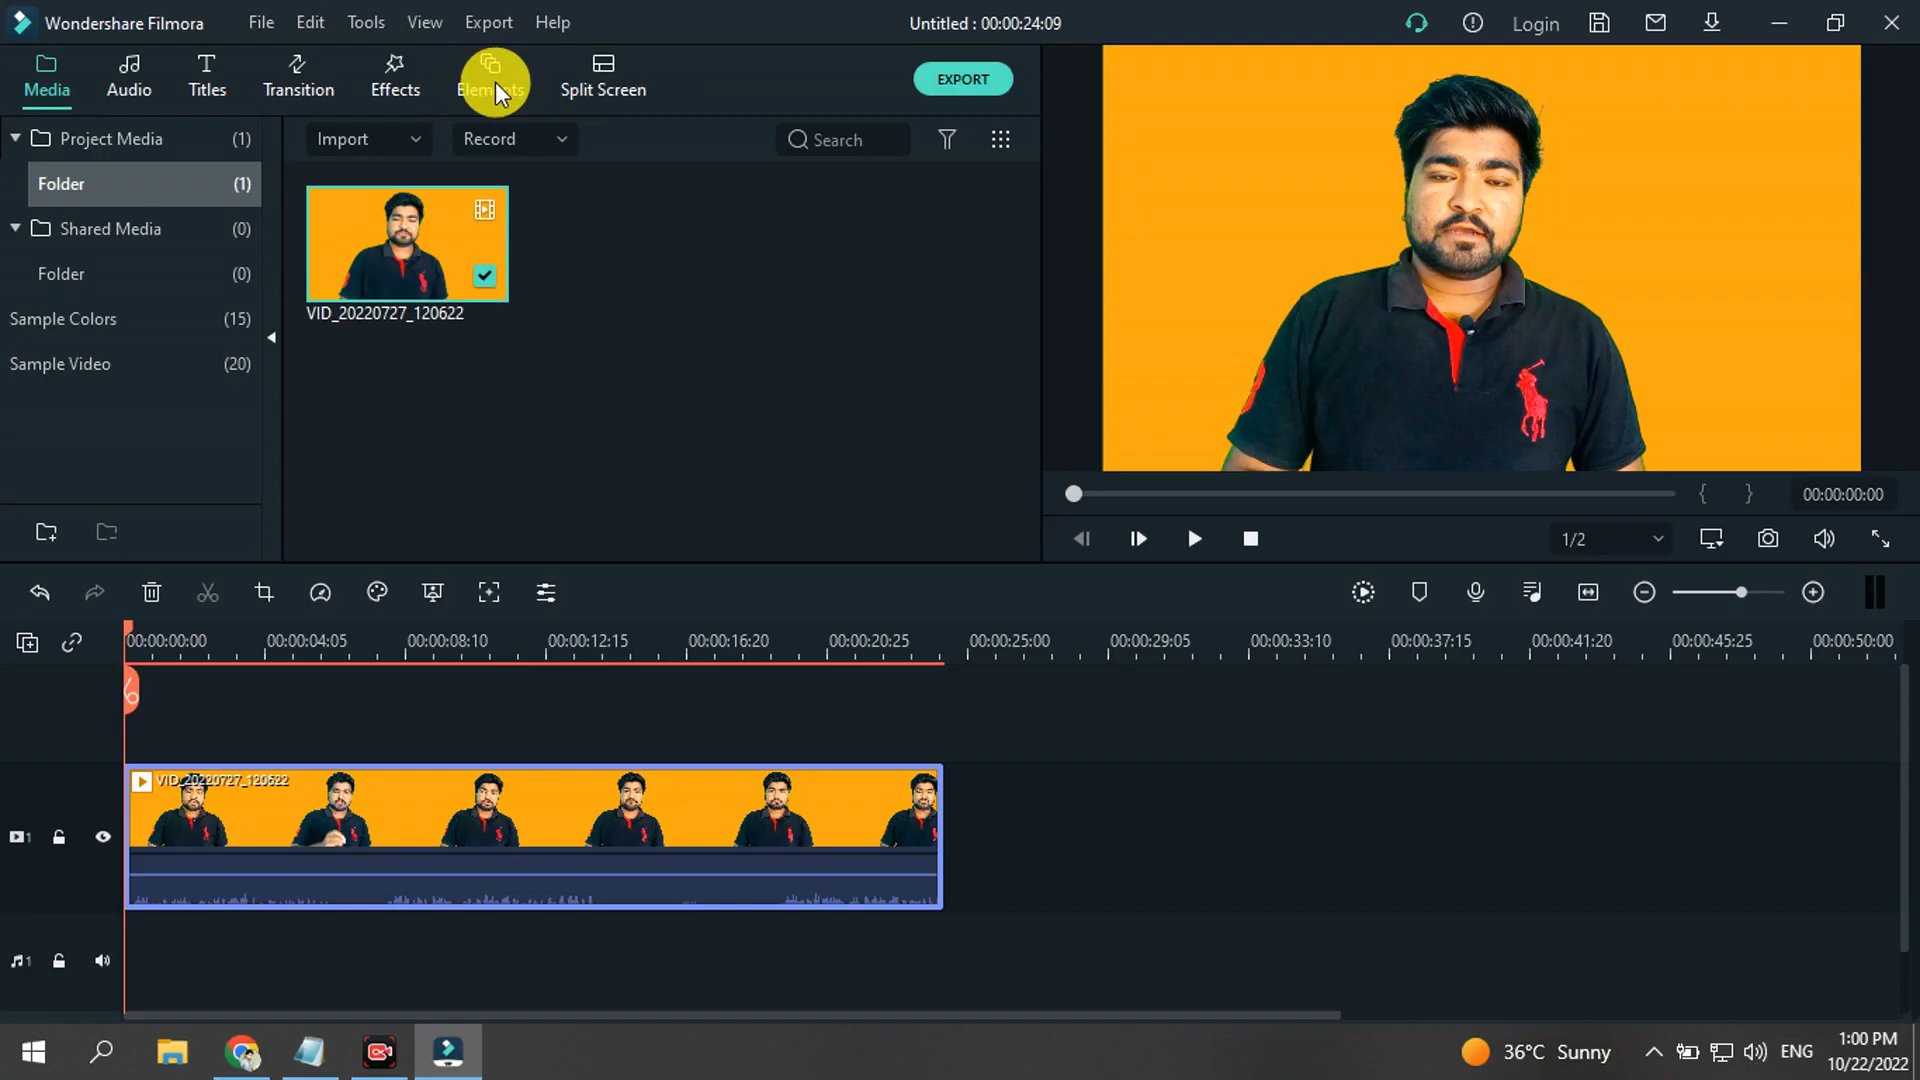 Wondershare Filmora
File
Edit
Tools
View
Export
Help
Untitled : 00:00:24:09
Login
Media
Audio
Titles
Transition
Effects
Elements
Split Screen
EXPORT
Project Media (1)
Folder (1)
Shared Media (0)
Folder (0)
Sample Colors (15)
Sample Video (20)
Import
Record
Search
VID_20220727_120622
00:00:00:00
1/2
00:00:00:00
00:00:04:05
00:00:08:10
00:00:12:15
00:00:16:20
00:00:20:25
00:00:25:00
00:00:29:05
00:00:33:10
00:00:37:15
00:00:41:20
00:00:45:25
00:00:50:00
VID_20220727_120622
1
1
36°C Sunny
ENG
1:00 PM
10/22/2022